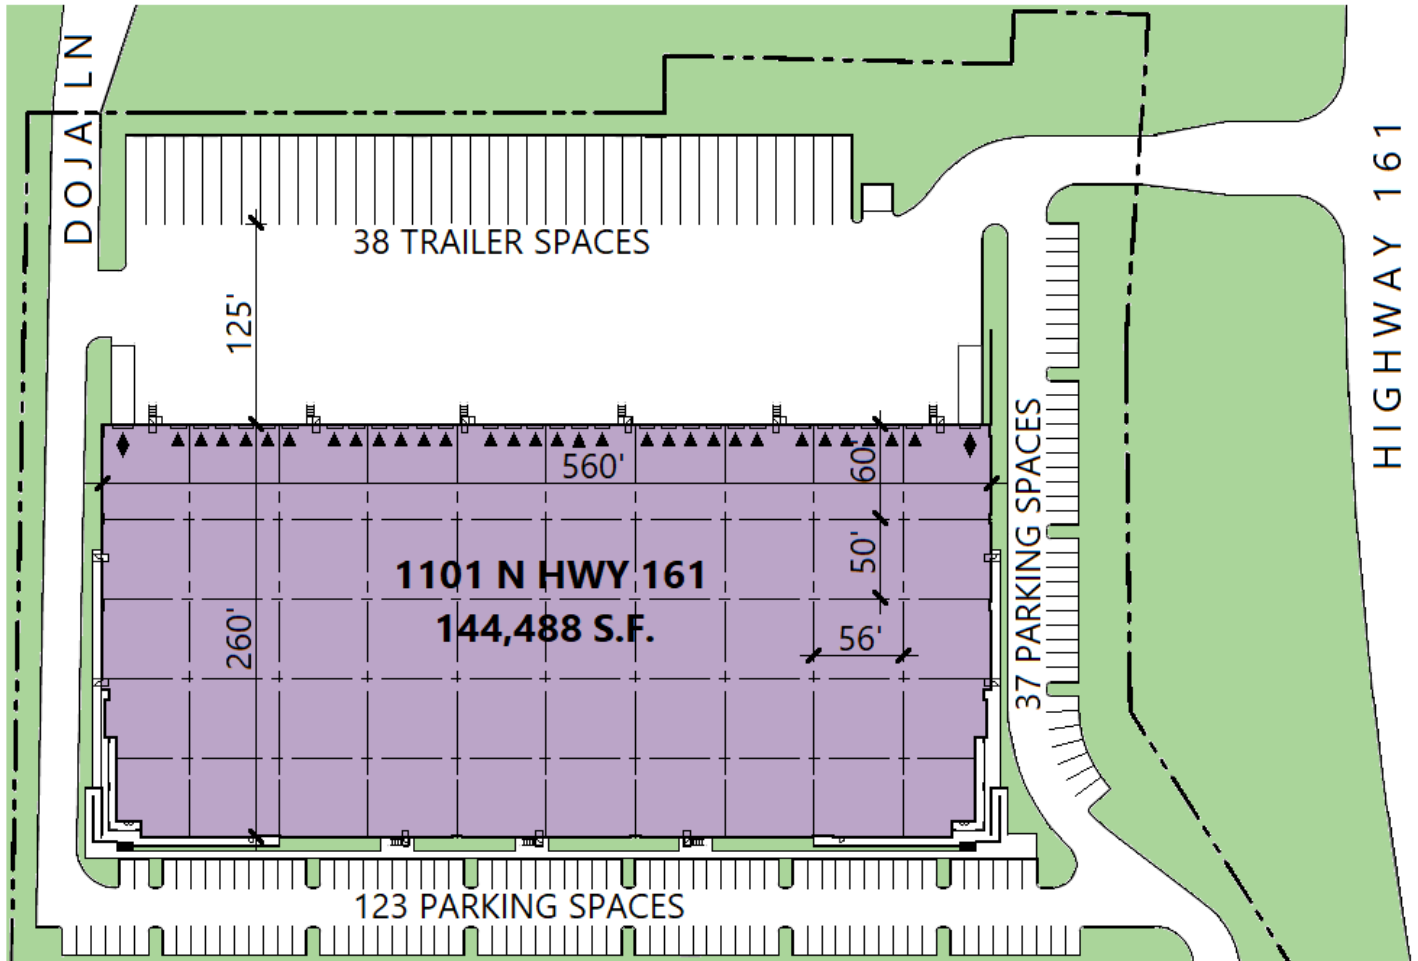 DOJA LN
HIGHWAY 161
38 TRAILER SPACES
125'
560'
60'
50'
1101 N HWY 161
144,488 S.F.
260'
56'
37 PARKING SPACES
123 PARKING SPACES